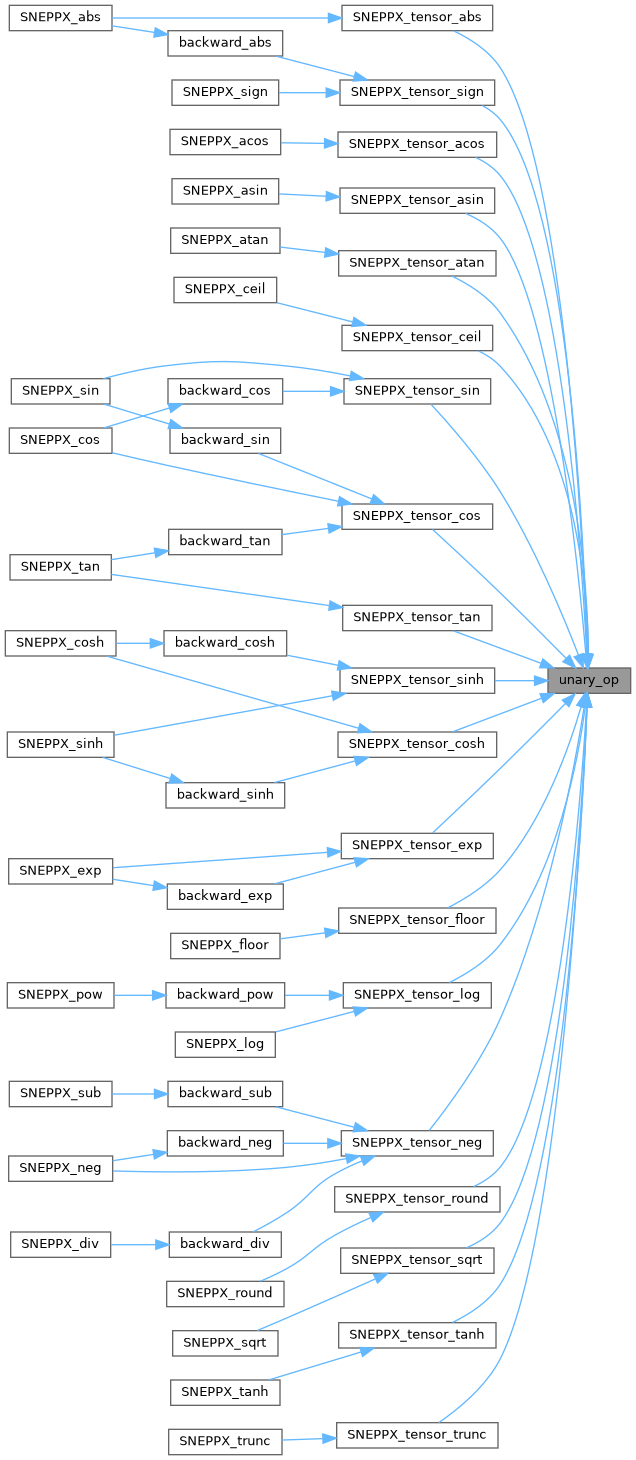 SNEPPX_abs
SNEPPX_tensor_abs
backward_abs
SNEPPX_sign
SNEPPX_tensor_sign
SNEPPX_acos
SNEPPX_tensor_acos
SNEPPX_asin
SNEPPX_tensor_asin
SNEPPX_atan
SNEPPX_tensor_atan
SNEPPX_ceil
SNEPPX_tensor_ceil
SNEPPX_sin
backward_cos
SNEPPX_tensor_sin
SNEPPX_cos
backward_sin
SNEPPX_tensor_cos
backward_tan
SNEPPX_tan
SNEPPX_tensor_tan
SNEPPX_cosh
backward_cosh
SNEPPX_tensor_sinh
unary_op
SNEPPX_sinh
SNEPPX_tensor_cosh
backward_sinh
SNEPPX_tensor_exp
SNEPPX_exp
backward_exp
SNEPPX_tensor_floor
SNEPPX_floor
SNEPPX_pow
backward_pow
SNEPPX_tensor_log
SNEPPX_log
SNEPPX_sub
backward_sub
SNEPPX_neg
backward_neg
SNEPPX_tensor_neg
SNEPPX_tensor_round
SNEPPX_div
backward_div
SNEPPX_tensor_sqrt
SNEPPX_round
SNEPPX_tensor_tanh
SNEPPX_sqrt
SNEPPX_tanh
SNEPPX_trunc
SNEPPX_tensor_trunc